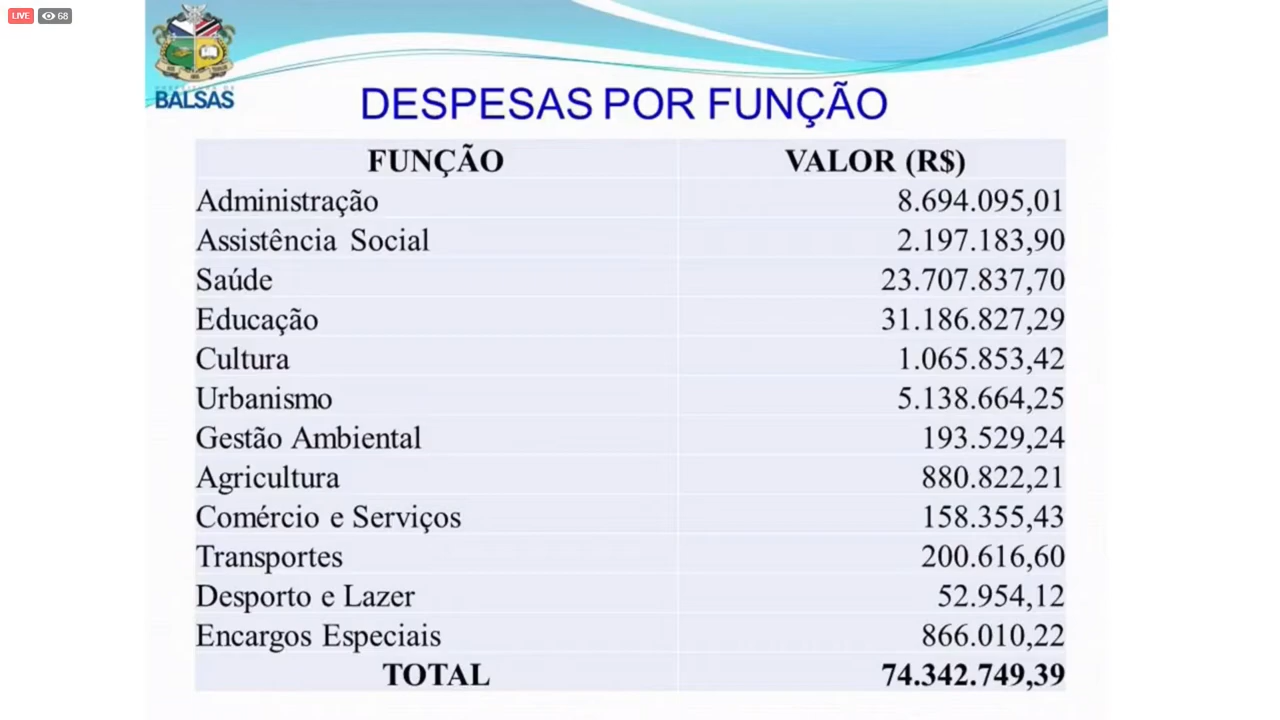 LIVE 68
BALSAS
DESPESAS POR FUNÇÃO
FUNÇÃO VALOR (R$)
Administração 8.694.095,01
Assistência Social 2.197.183,90
Saúde 23.707.837,70
Educação 31.186.827,29
Cultura 1.065.853,42
Urbanismo 5.138.664,25
Gestão Ambiental 193.529,24
Agricultura 880.822,21
Comércio e Serviços 158.355,43
Transportes 200.616,60
Desporto e Lazer 52.954,12
Encargos Especiais 866.010,22
TOTAL 74.342.749,39